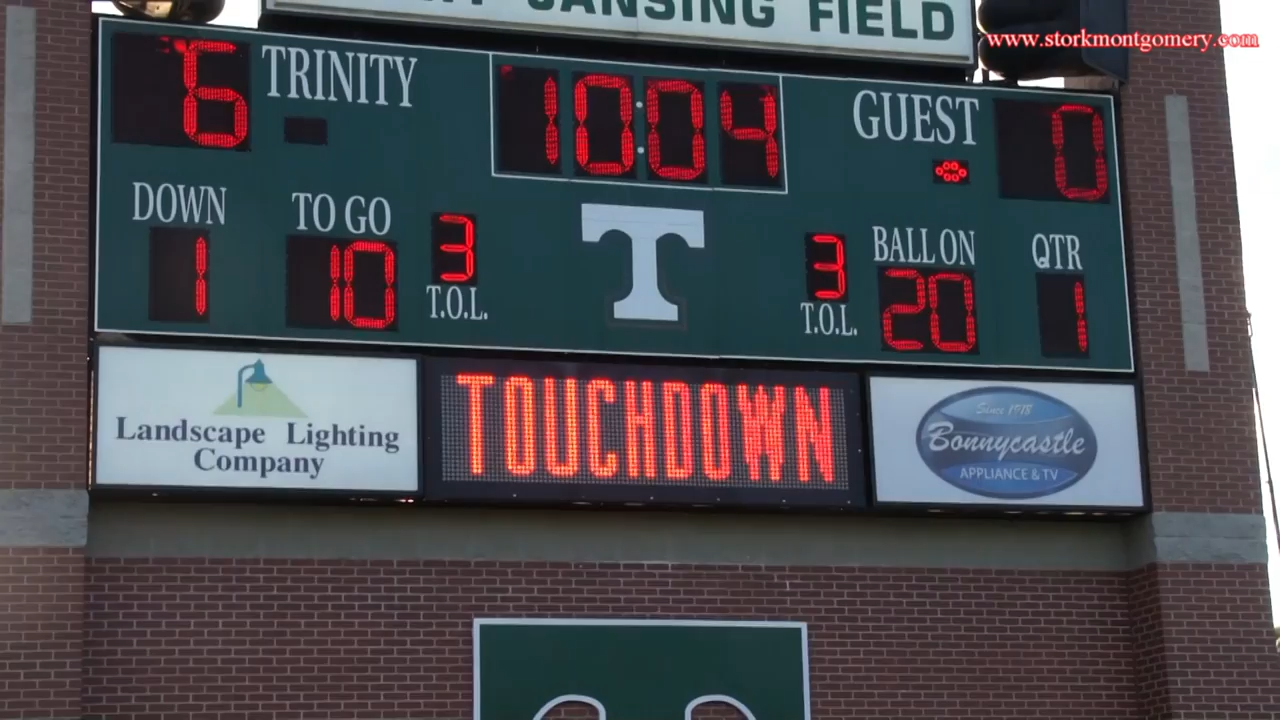 JANSING FIELD
www.storkmontgomery.com
6 TRINITY 10:04 GUEST 0
DOWN TO GO 3 3 BALL ON QTR
1 10 T.O.L. T.O.L. 20 1
T
Landscape Lighting
Company
TOUCHDOWN
Since 1978
Bonnycastle
APPLIANCE & TV